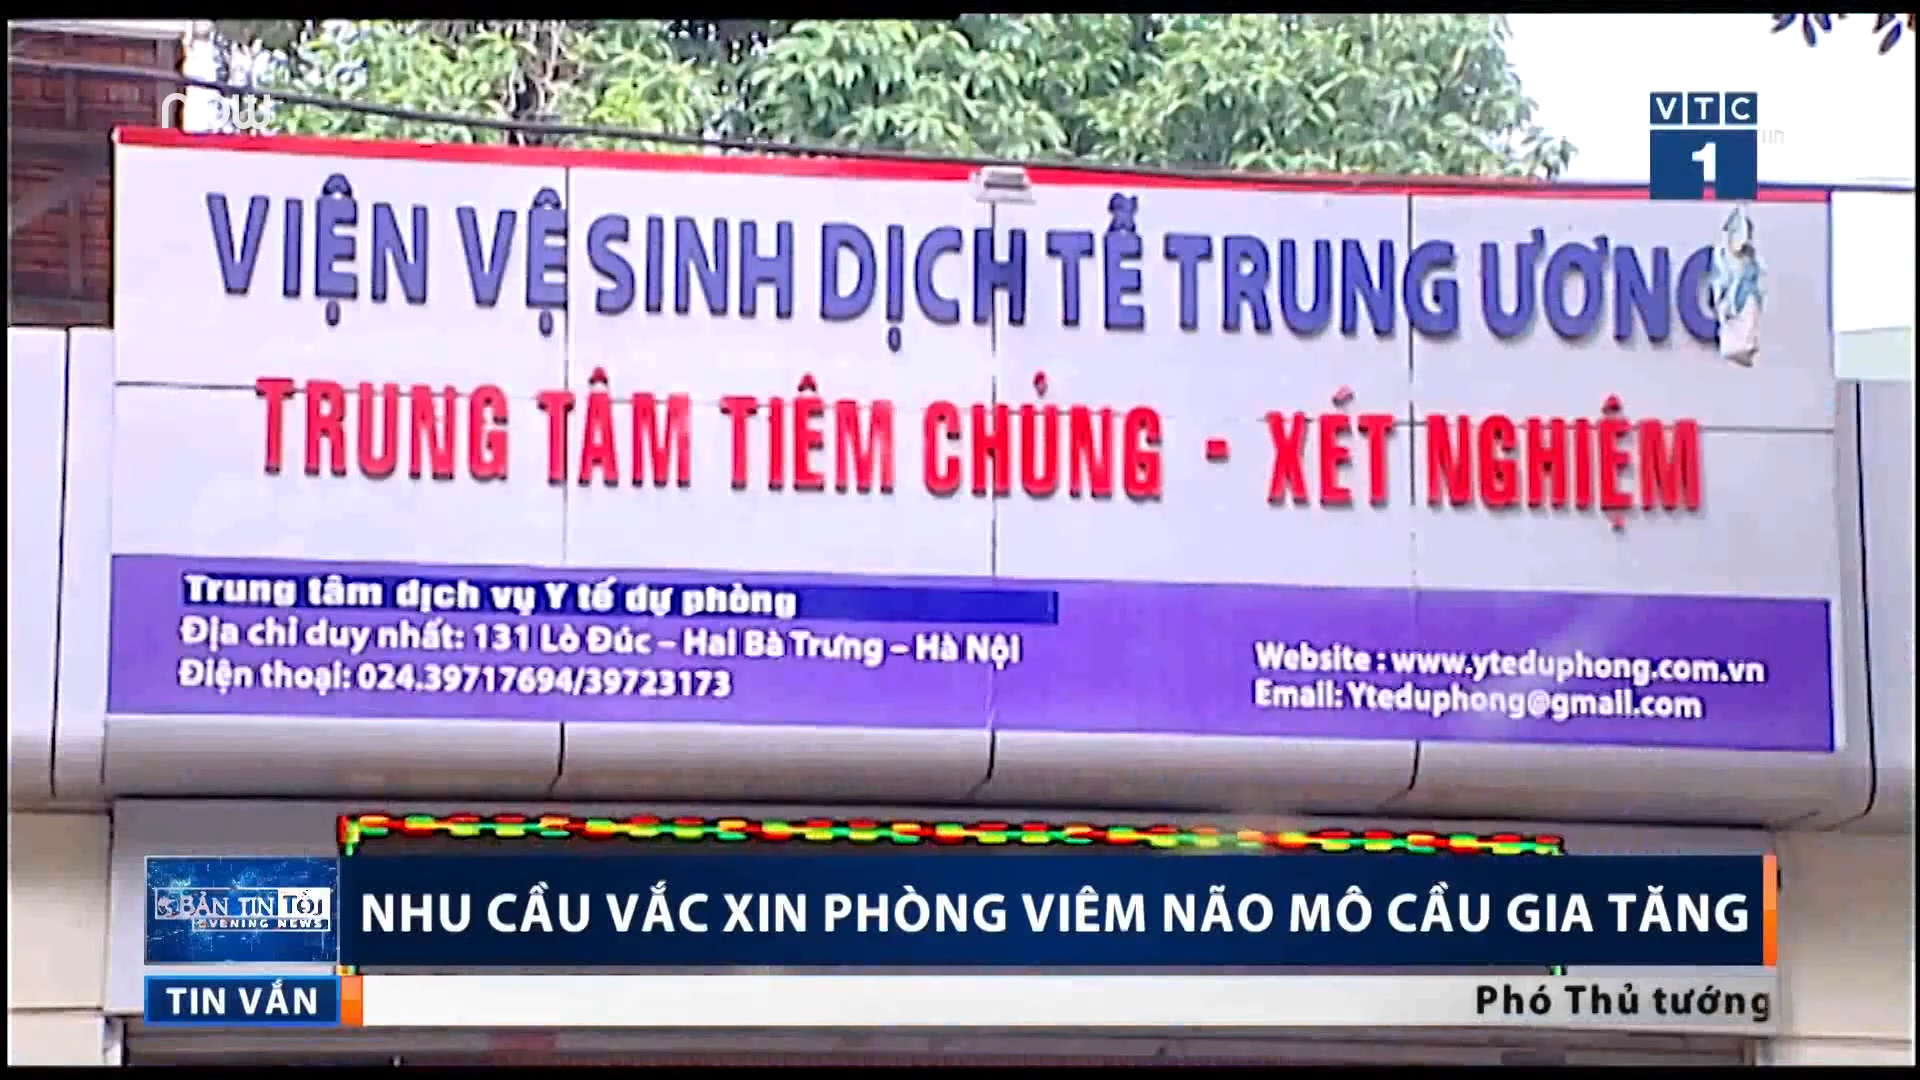 now
VTC
1
VIỆN VỆ SINH DỊCH TỄ TRUNG ƯƠNG
TRUNG TÂM TIÊM CHỦNG - XÉT NGHIỆM
Trung tâm dịch vụ Y tế dự phòng
Địa chỉ duy nhất: 131 Lò Đúc – Hai Bà Trưng – Hà Nội
Điện thoại: 024.39717694/39723173
Website : www.yteduphong.com.vn
Email: Yteduphong@gmail.com
BẢN TIN TỐI
EVENING NEWS
NHU CẦU VẮC XIN PHÒNG VIÊM NÃO MÔ CẦU GIA TĂNG
TIN VẮN
Phó Thủ tướng